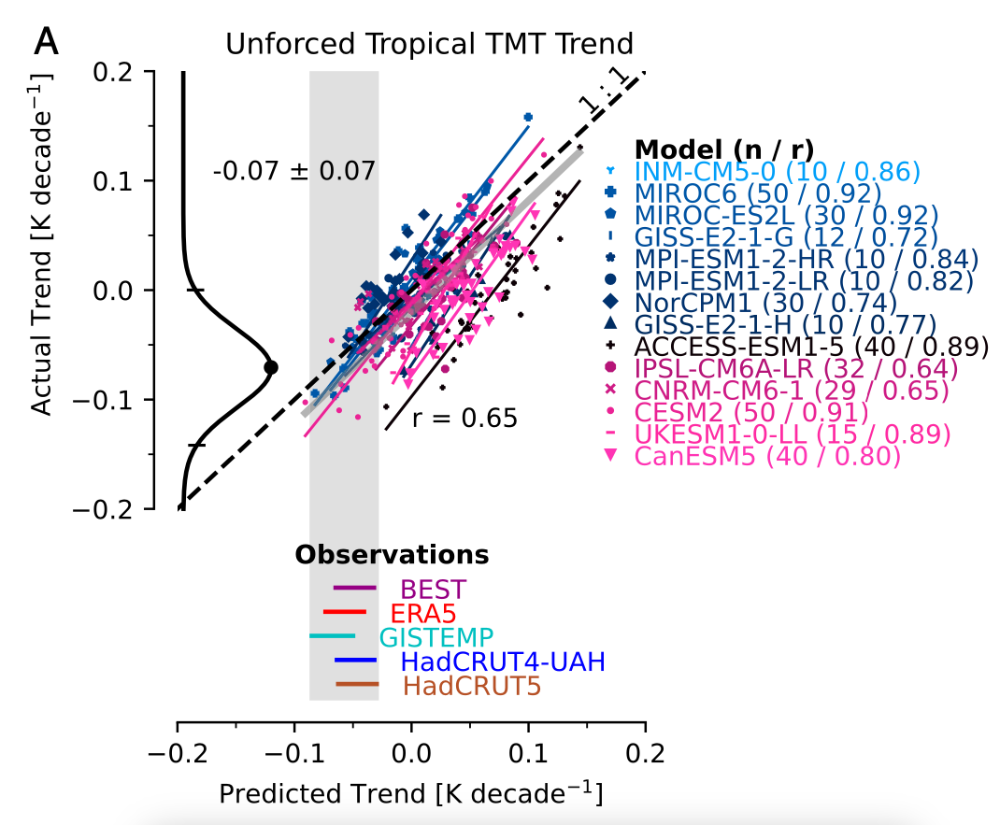 A
Unforced Tropical TMT Trend
Actual Trend [K decade⁻¹]
0.2
0.1
0.0
−0.1
−0.2
1 : 1
-0.07 ± 0.07
r = 0.65
Model (n / r)
INM-CM5-0 (10 / 0.86)
MIROC6 (50 / 0.92)
MIROC-ES2L (30 / 0.92)
GISS-E2-1-G (12 / 0.72)
MPI-ESM1-2-HR (10 / 0.84)
MPI-ESM1-2-LR (10 / 0.82)
NorCPM1 (30 / 0.74)
GISS-E2-1-H (10 / 0.77)
ACCESS-ESM1-5 (40 / 0.89)
IPSL-CM6A-LR (32 / 0.64)
CNRM-CM6-1 (29 / 0.65)
CESM2 (50 / 0.91)
UKESM1-0-LL (15 / 0.89)
CanESM5 (40 / 0.80)
Observations
BEST
ERA5
GISTEMP
HadCRUT4-UAH
HadCRUT5
−0.2 −0.1 0.0 0.1 0.2
Predicted Trend [K decade⁻¹]